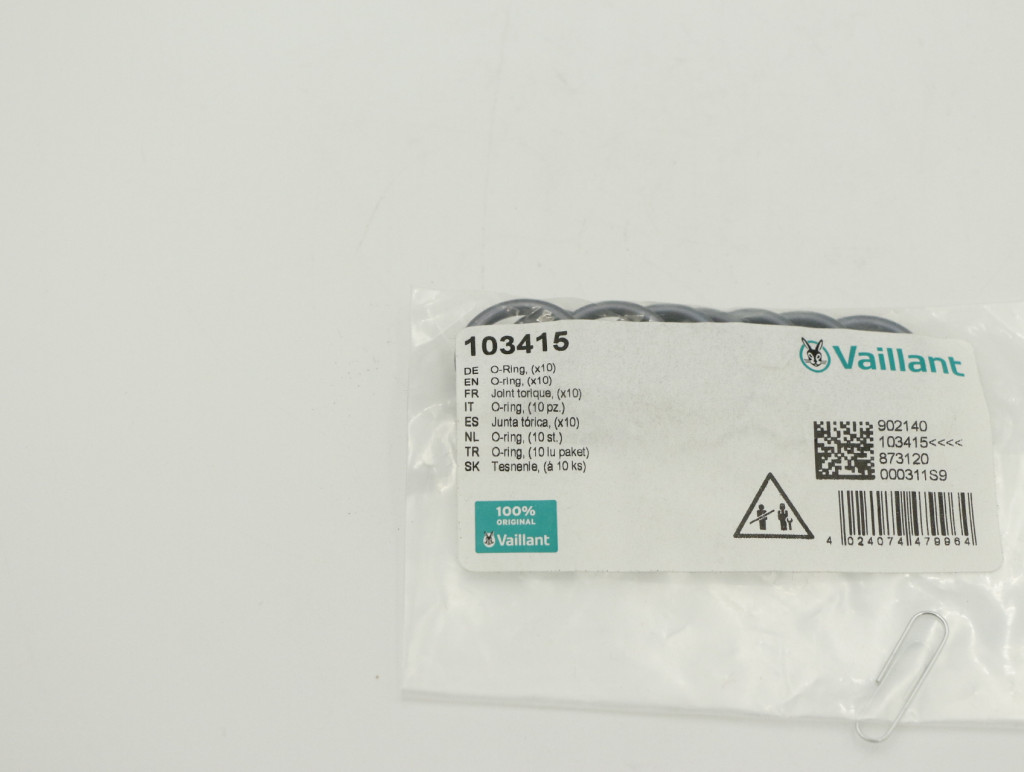 103415
Vaillant
DE O-Ring, (x10)
EN O-ring, (x10)
FR Joint torique, (x10)
IT O-ring, (10 pz.)
ES Junta tórica, (x10)
NL O-ring, (10 st.)
TR O-ring, (10 lu paket)
SK Tesnenie, (à 10 ks)
902140
103415<<<<
873120
000311S9
100%
ORIGINAL
Vaillant
4 024074 479964